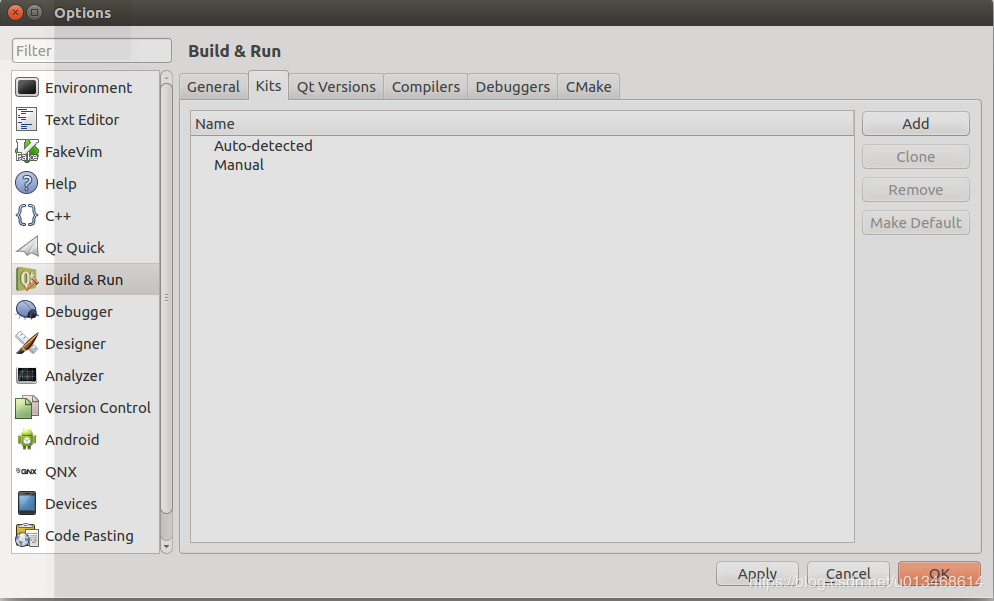 Options
Filter
Environment
Text Editor
FakeVim
Help
C++
Qt Quick
Build & Run
Debugger
Designer
Analyzer
Version Control
Android
QNX
Devices
Code Pasting
Build & Run
General Kits Qt Versions Compilers Debuggers CMake
Name
Auto-detected
Manual
Add
Clone
Remove
Make Default
Apply Cancel OK
https://blog.csdn.net/u013468614